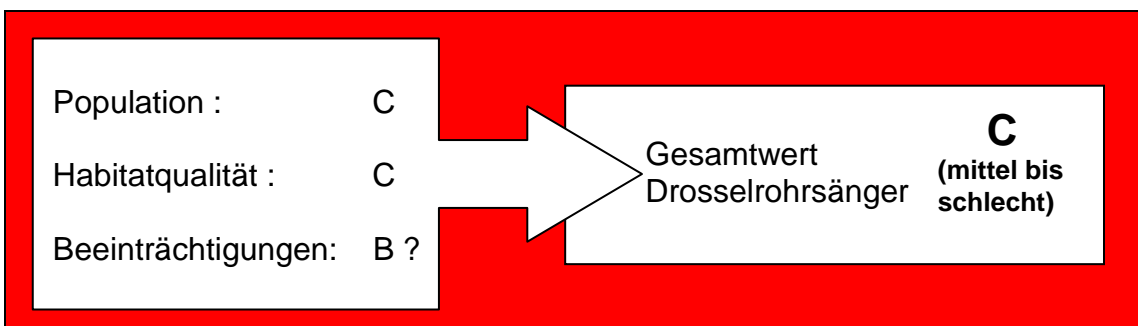 Population : C
Habitatqualität : C
Beeinträchtigungen: B ?
Gesamtwert
Drosselrohrsänger
C
(mittel bis
schlecht)